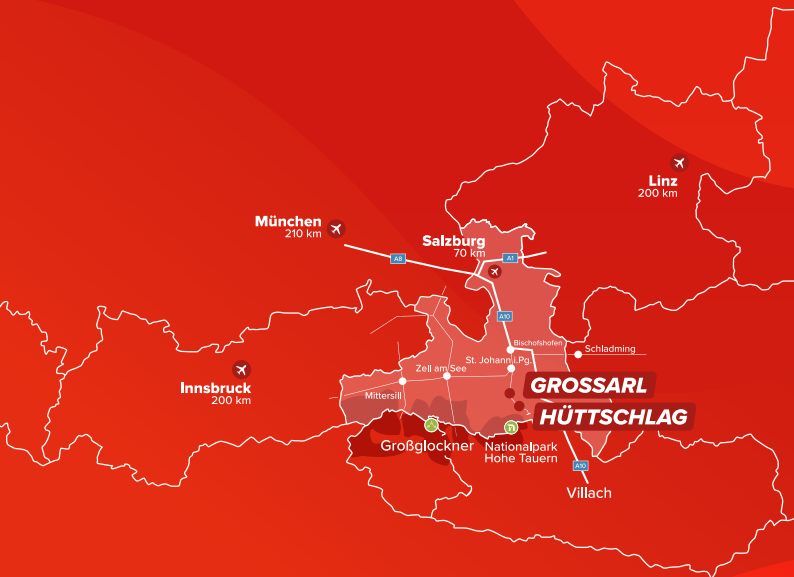 Linz
200 km
München
210 km
Salzburg
70 km
A8
A1
A10
Bischofshofen
Schladming
St. Johann i.Pg.
Zell am See
Innsbruck
200 km
Mittersill
GROSSARL
HÜTTSCHLAG
Großglockner
Nationalpark
Hohe Tauern
A10
Villach